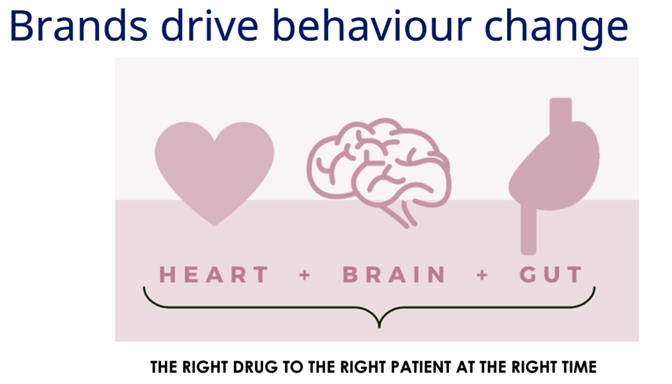 Brands drive behaviour change
HEART + BRAIN + GUT
THE RIGHT DRUG TO THE RIGHT PATIENT AT THE RIGHT TIME